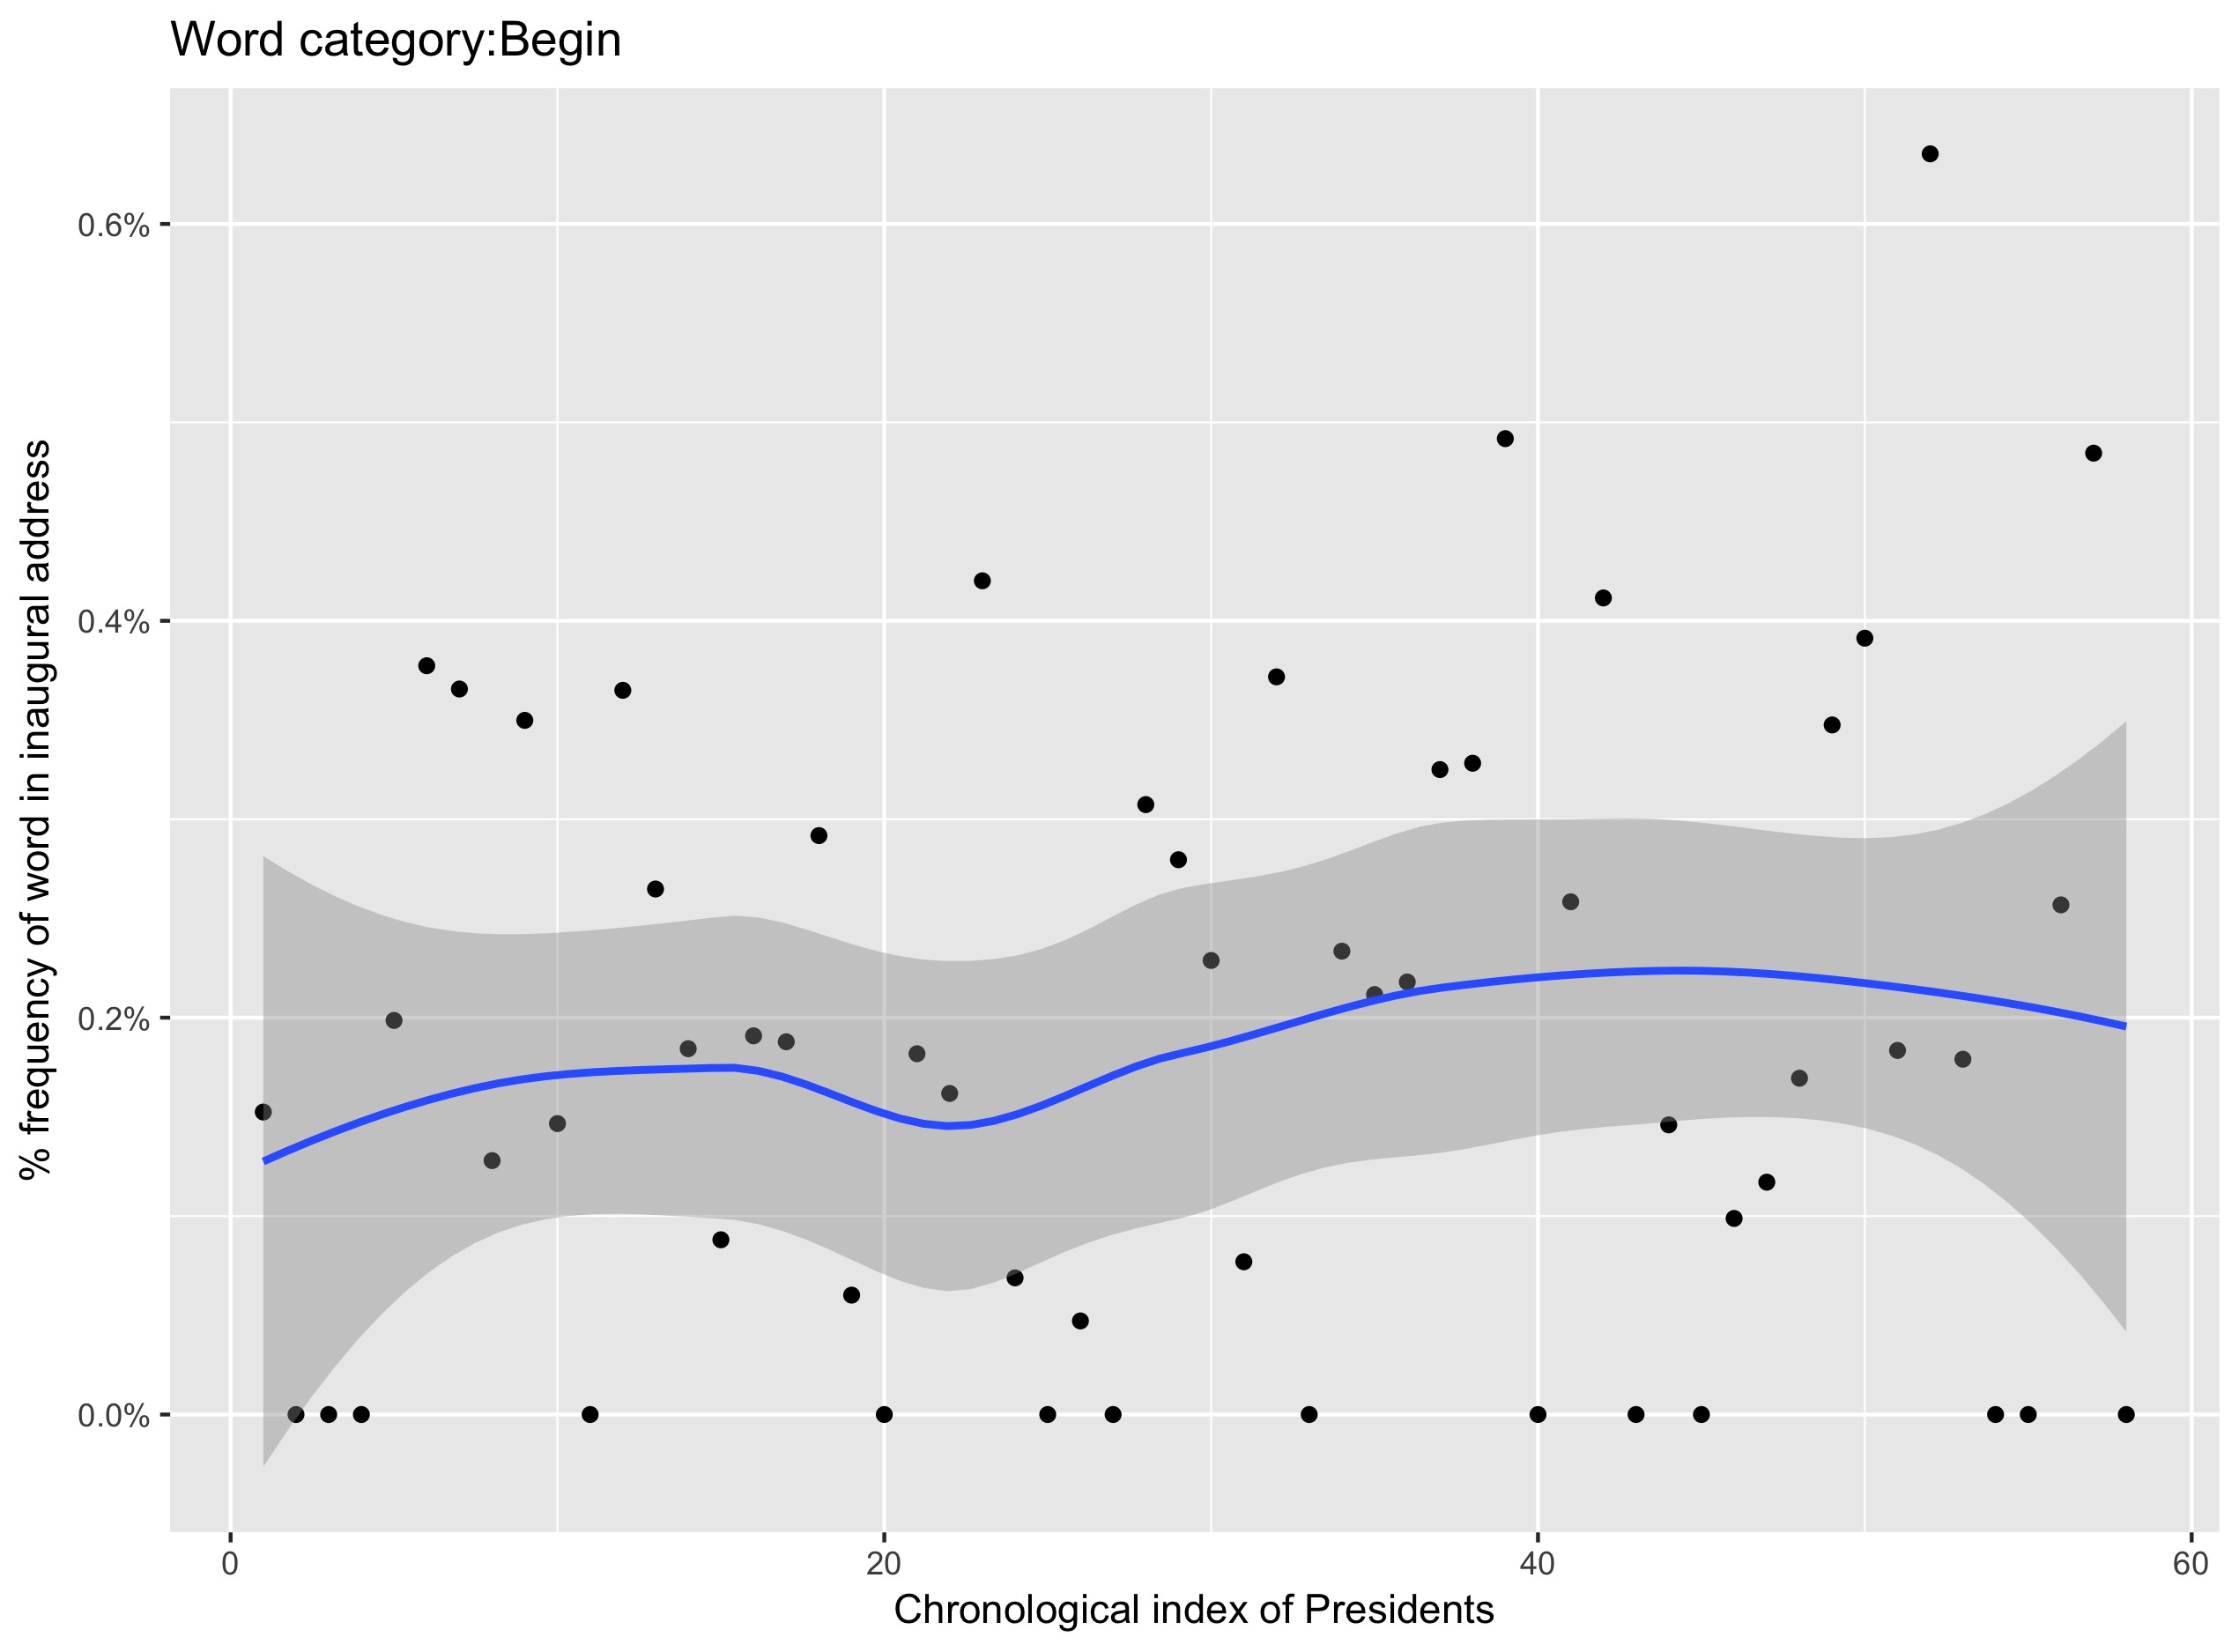 Word category:Begin
% frequency of word in inaugural address
0.6%
0.4%
0.2%
0.0%
0
20
40
60
Chronological index of Presidents